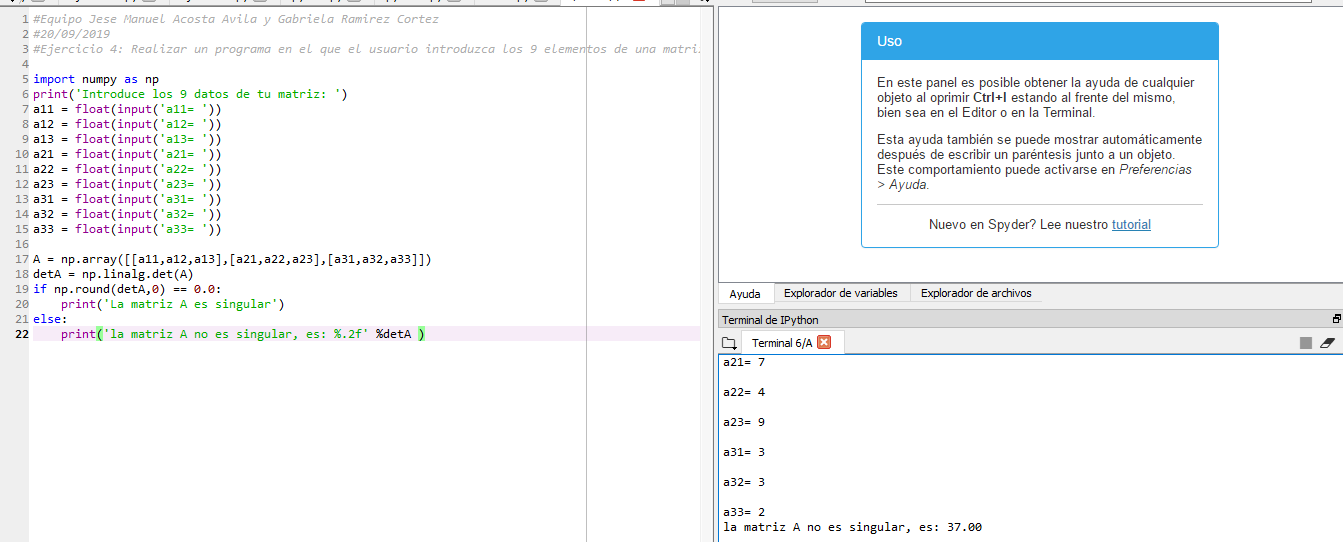 1 #Equipo Jese Manuel Acosta Avila y Gabriela Ramirez Cortez
2 #20/09/2019
3 #Ejercicio 4: Realizar un programa en el que el usuario introduzca los 9 elementos de una matri
4
5 import numpy as np
6 print('Introduce los 9 datos de tu matriz: ')
7 a11 = float(input('a11= '))
8 a12 = float(input('a12= '))
9 a13 = float(input('a13= '))
10 a21 = float(input('a21= '))
11 a22 = float(input('a22= '))
12 a23 = float(input('a23= '))
13 a31 = float(input('a31= '))
14 a32 = float(input('a32= '))
15 a33 = float(input('a33= '))
16
17 A = np.array([[a11,a12,a13],[a21,a22,a23],[a31,a32,a33]])
18 detA = np.linalg.det(A)
19 if np.round(detA,0) == 0.0:
20     print('La matriz A es singular')
21 else:
22     print('la matriz A no es singular, es: %.2f' %detA )
Uso
En este panel es posible obtener la ayuda de cualquier
objeto al oprimir Ctrl+I estando al frente del mismo,
bien sea en el Editor o en la Terminal.
Esta ayuda también se puede mostrar automáticamente
después de escribir un paréntesis junto a un objeto.
Este comportamiento puede activarse en Preferencias
> Ayuda.
Nuevo en Spyder? Lee nuestro tutorial
Ayuda Explorador de variables Explorador de archivos
Terminal de IPython
Terminal 6/A
a21= 7
a22= 4
a23= 9
a31= 3
a32= 3
a33= 2
la matriz A no es singular, es: 37.00